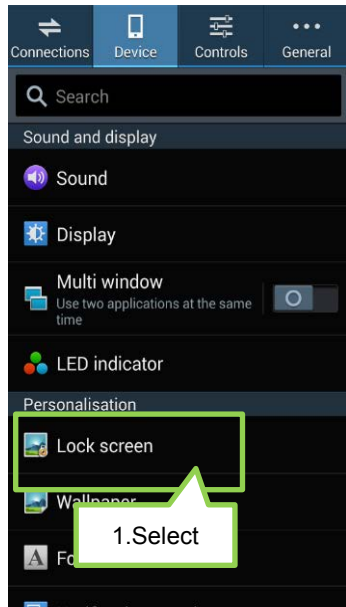 Connections Device Controls General
Search
Sound and display
Sound
Display
Multi window
Use two applications at the same
time
LED indicator
Personalisation
Lock screen
Wallpaper
1.Select